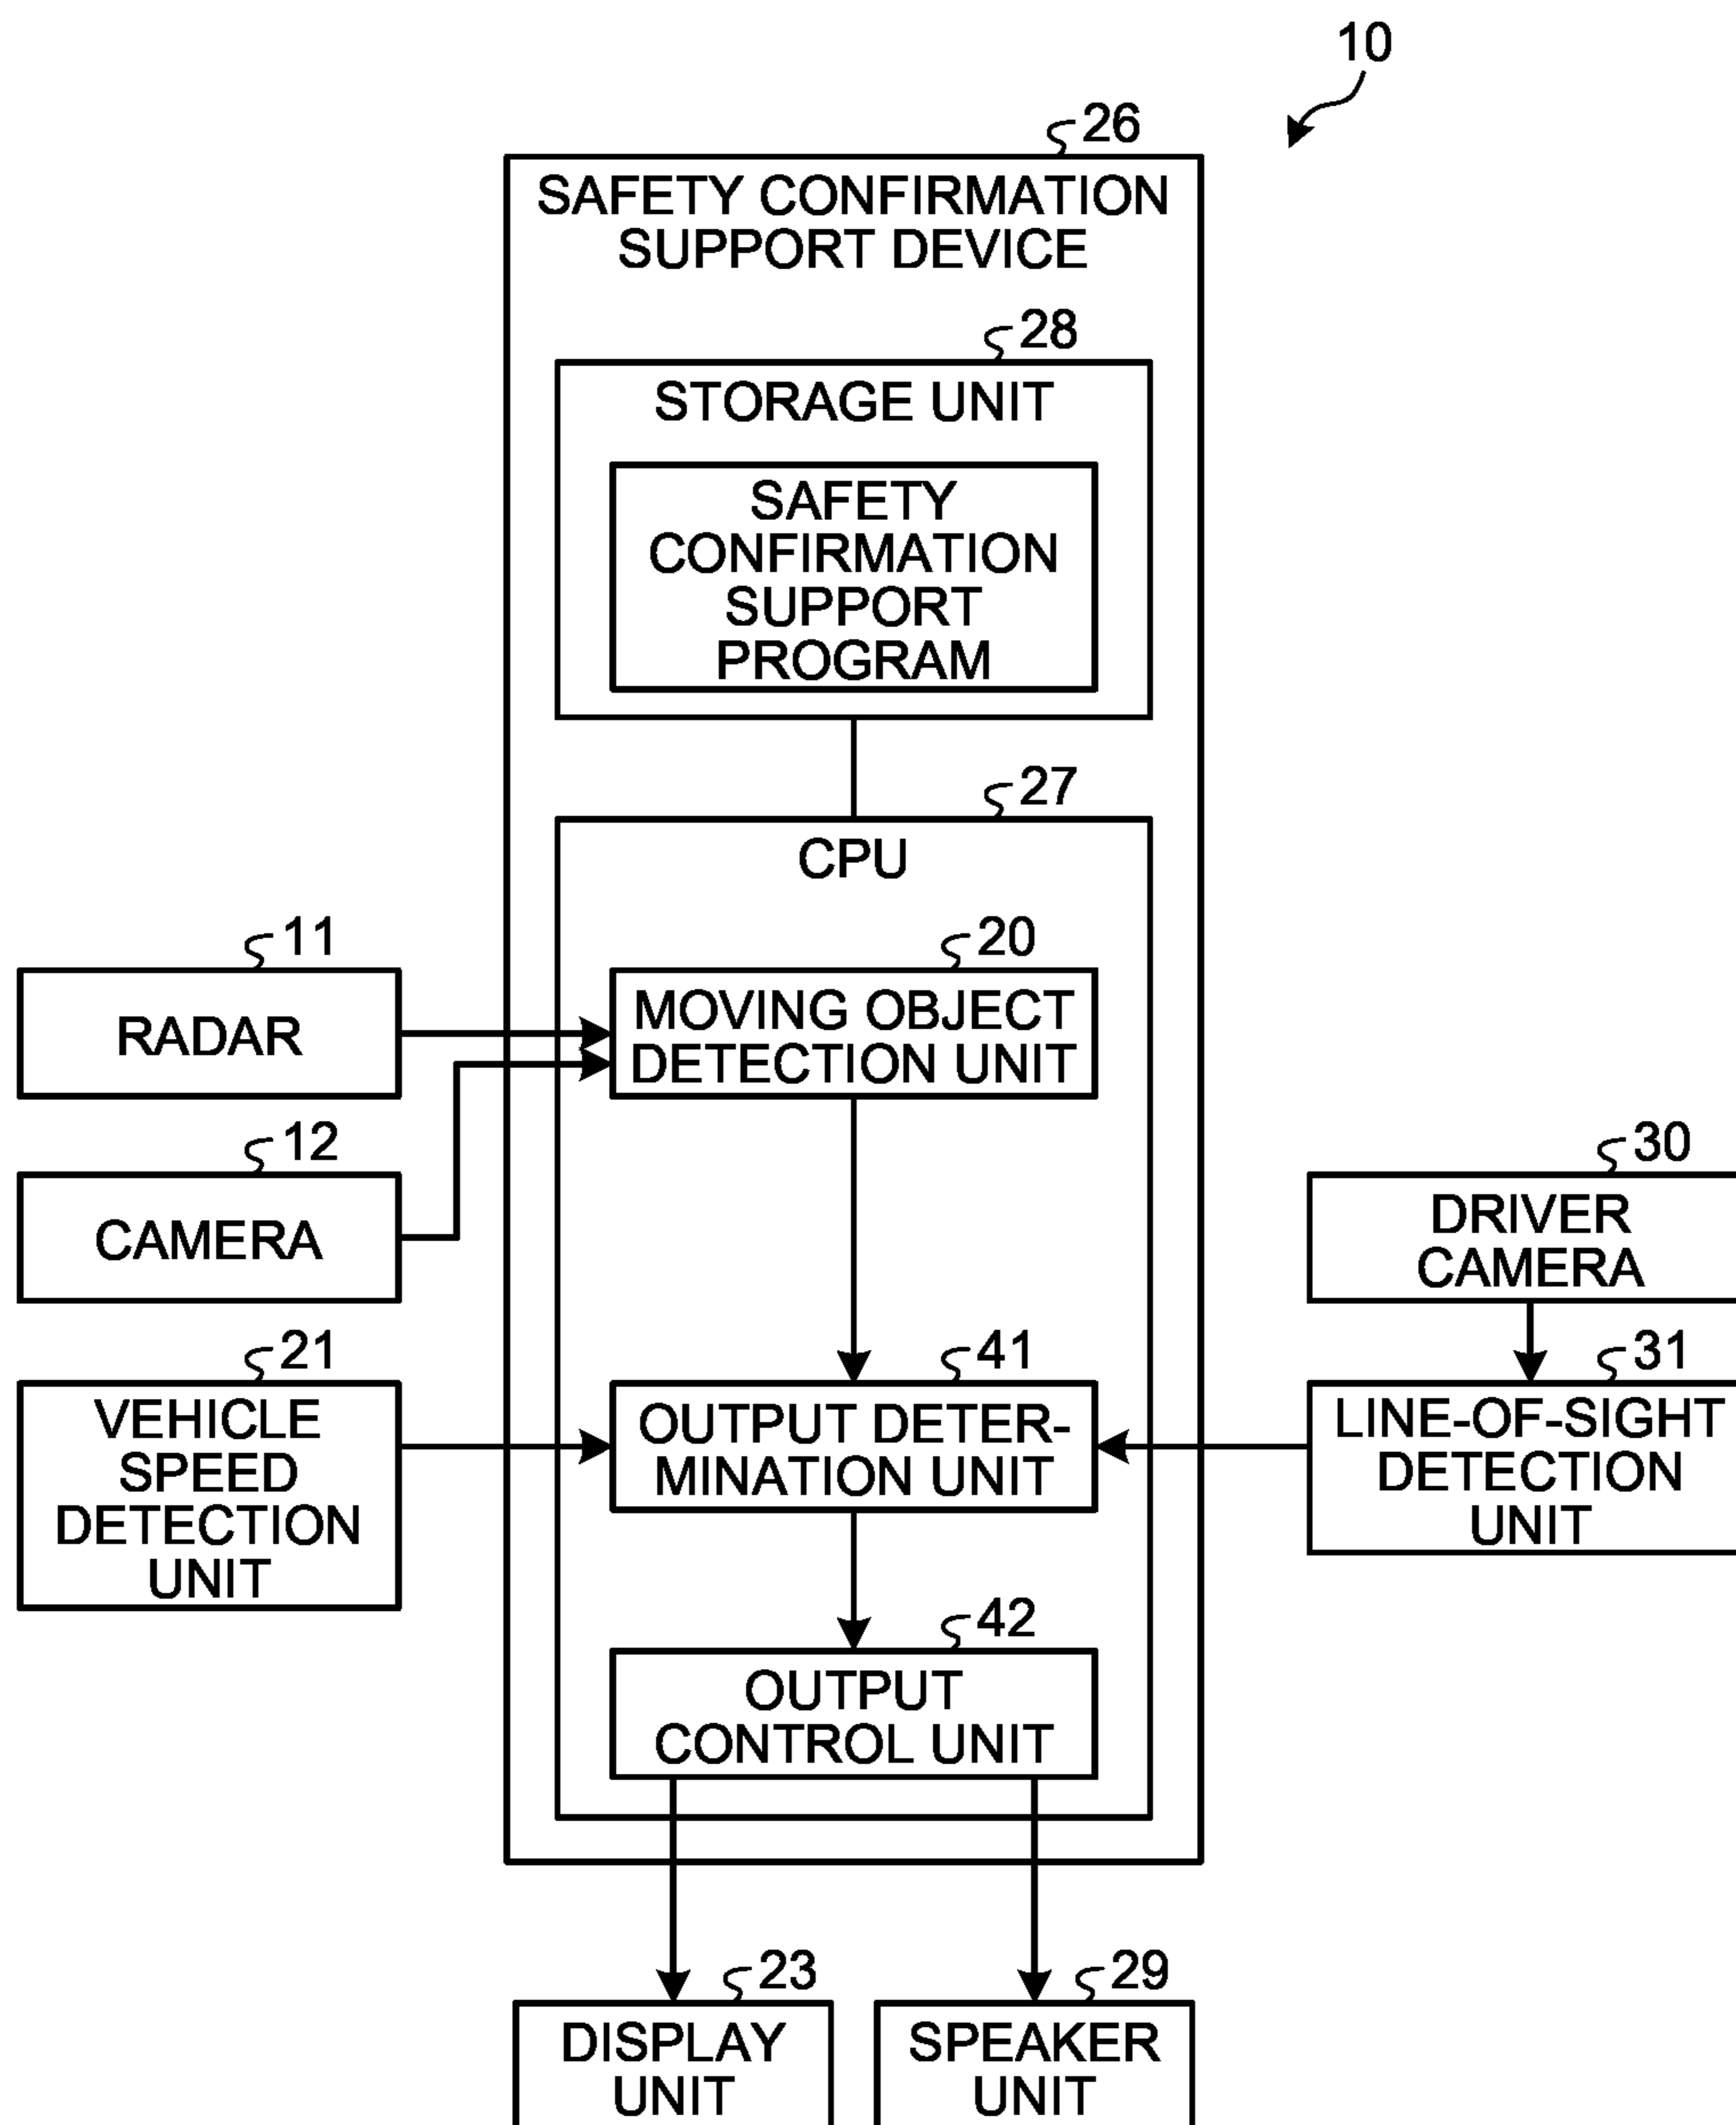 10
26
SAFETY CONFIRMATION
SUPPORT DEVICE
28
STORAGE UNIT
SAFETY
CONFIRMATION
SUPPORT
PROGRAM
27
CPU
11
RADAR
20
MOVING OBJECT
DETECTION UNIT
12
CAMERA
30
DRIVER
CAMERA
21
VEHICLE
SPEED
DETECTION
UNIT
41
OUTPUT DETER-
MINATION UNIT
31
LINE-OF-SIGHT
DETECTION
UNIT
42
OUTPUT
CONTROL UNIT
23
DISPLAY
UNIT
29
SPEAKER
UNIT